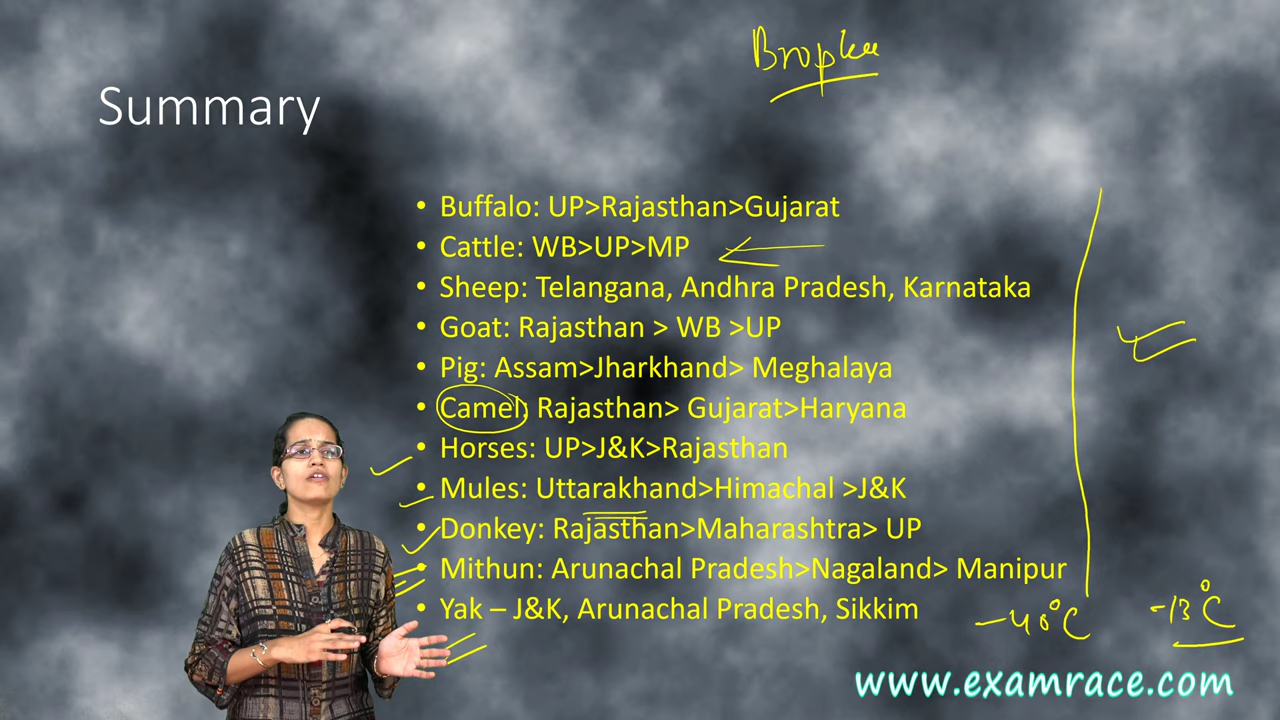 Bropka
Summary
• Buffalo: UP>Rajasthan>Gujarat
• Cattle: WB>UP>MP
• Sheep: Telangana, Andhra Pradesh, Karnataka
• Goat: Rajasthan > WB >UP
• Pig: Assam>Jharkhand> Meghalaya
• Camel: Rajasthan> Gujarat>Haryana
• Horses: UP>J&K>Rajasthan
• Mules: Uttarakhand>Himachal >J&K
• Donkey: Rajasthan>Maharashtra> UP
• Mithun: Arunachal Pradesh>Nagaland> Manipur
• Yak – J&K, Arunachal Pradesh, Sikkim
-40°C
-13°C
www.examrace.com